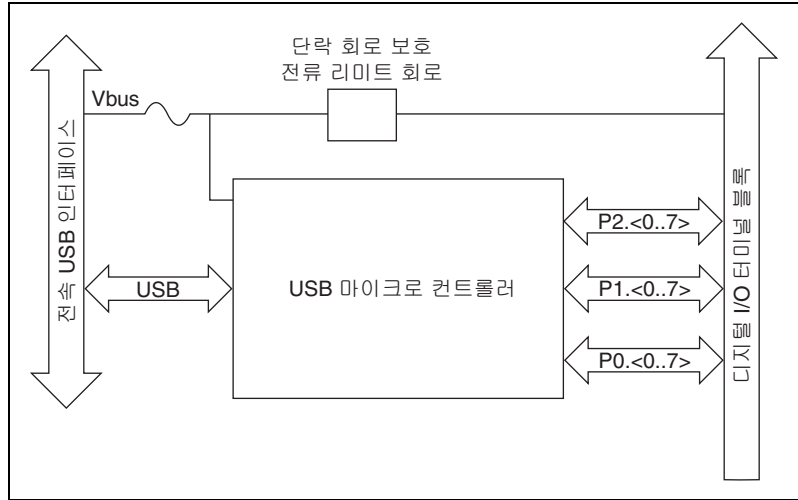 단락 회로 보호
전류 리미트 회로
Vbus
전속 USB 인터페이스
USB
USB 마이크로 컨트롤러
P2.<0..7>
P1.<0..7>
P0.<0..7>
디지털 I/O 터미널 블록